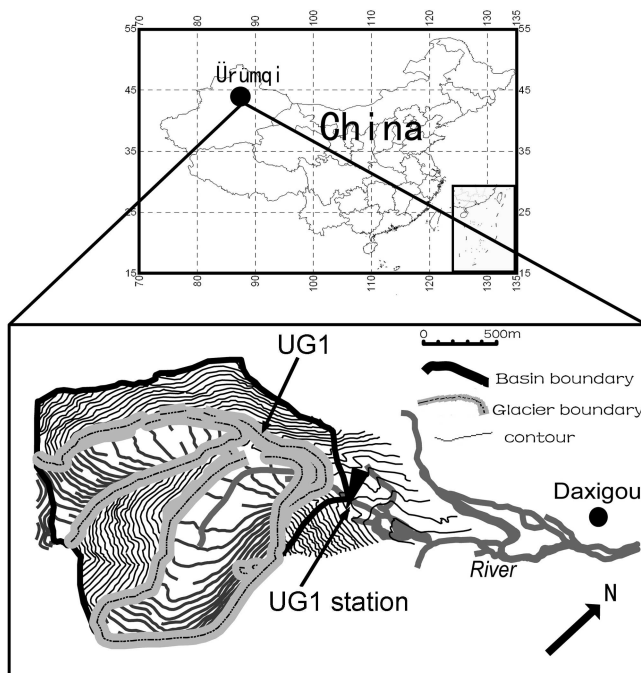 70 80 90 100 110 120 130 135
55 55
Ürümqi
45 45
China
35 35
25 25
15 15
70 80 90 100 110 120 130 135
0 500m
UG1
Basin boundary
Glacier boundary
contour
Daxigou
River
UG1 station
N